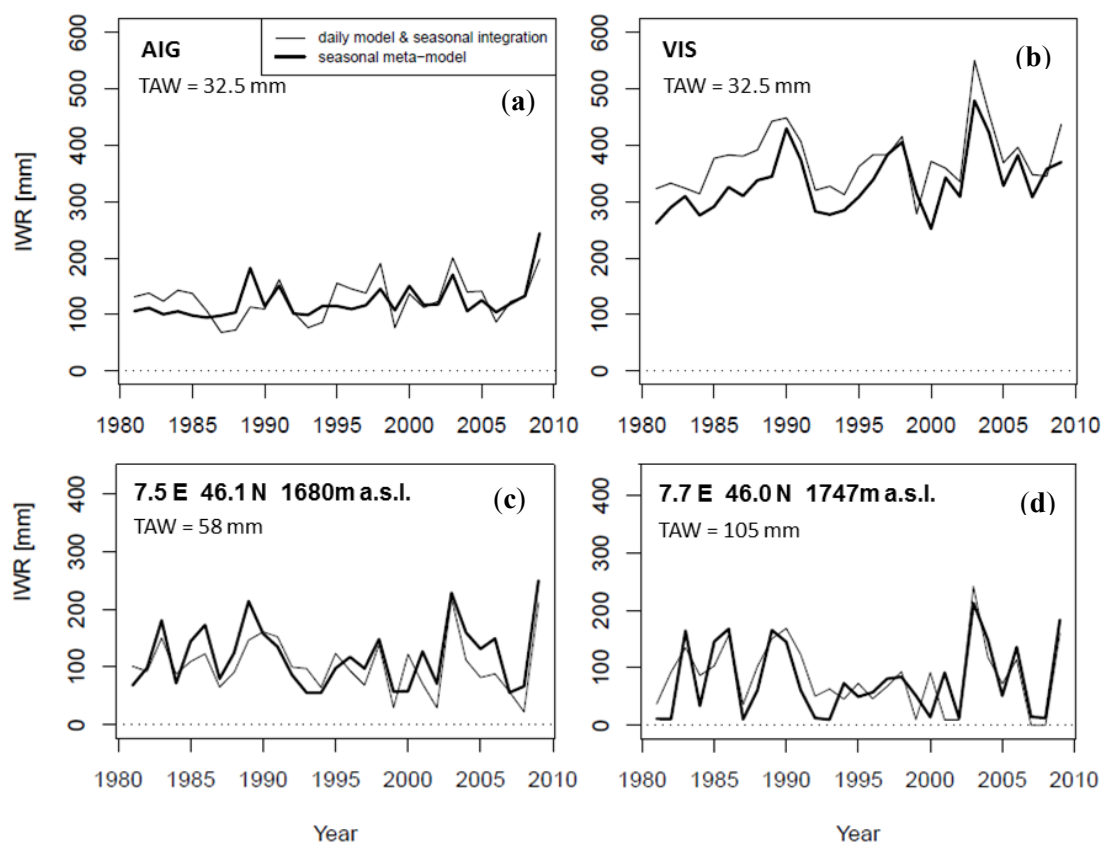 AIG
TAW = 32.5 mm
daily model & seasonal integration
seasonal meta−model
(a)
IWR [mm]
600
500
400
300
200
100
0
1980 1985 1990 1995 2000 2005 2010
VIS
TAW = 32.5 mm
(b)
600
500
400
300
200
100
0
1980 1985 1990 1995 2000 2005 2010
7.5 E 46.1 N 1680m a.s.l.
TAW = 58 mm
(c)
IWR [mm]
400
300
200
100
0
1980 1985 1990 1995 2000 2005 2010
Year
7.7 E 46.0 N 1747m a.s.l.
TAW = 105 mm
(d)
400
300
200
100
0
1980 1985 1990 1995 2000 2005 2010
Year